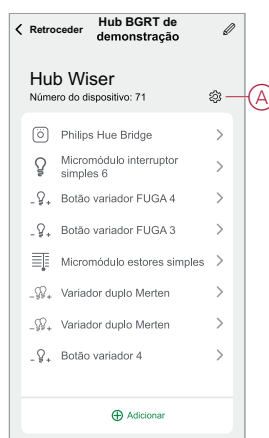 Retroceder
Hub BGRT de
demonstração
Hub Wiser
Número do dispositivo: 71
A
Philips Hue Bridge
Micromódulo interruptor
simples 6
Botão variador FUGA 4
Botão variador FUGA 3
Micromódulo estores simples
Variador duplo Merten
Variador duplo Merten
Botão variador 4
Adicionar